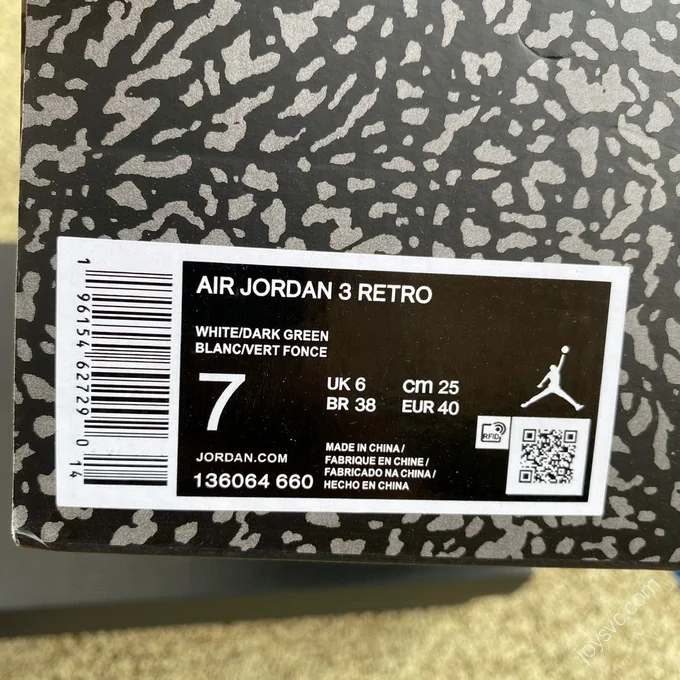 AIR JORDAN 3 RETRO
WHITE/DARK GREEN
BLANC/VERT FONCE
7
UK 6 cm 25
BR 38 EUR 40
JORDAN.COM
136064 660
MADE IN CHINA/
FABRIQUE EN CHINE/
FABRICADO NA CHINA/
HECHO EN CHINA
RFID
1 96154 62729 0 14
joysvc.com